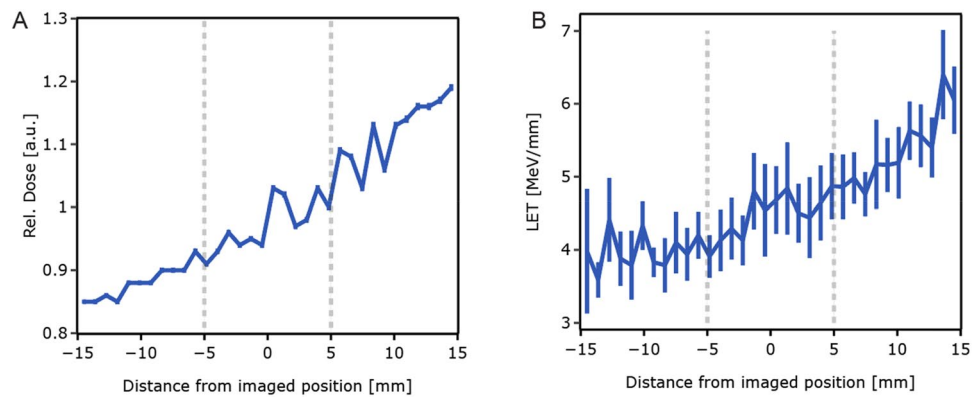 A
Rel. Dose [a.u.]
1.3
1.2
1.1
1
0.9
0.8
−15 −10 −5 0 5 10 15
Distance from imaged position [mm]
B
LET [MeV/mm]
7
6
5
4
3
−15 −10 −5 0 5 10 15
Distance from imaged position [mm]